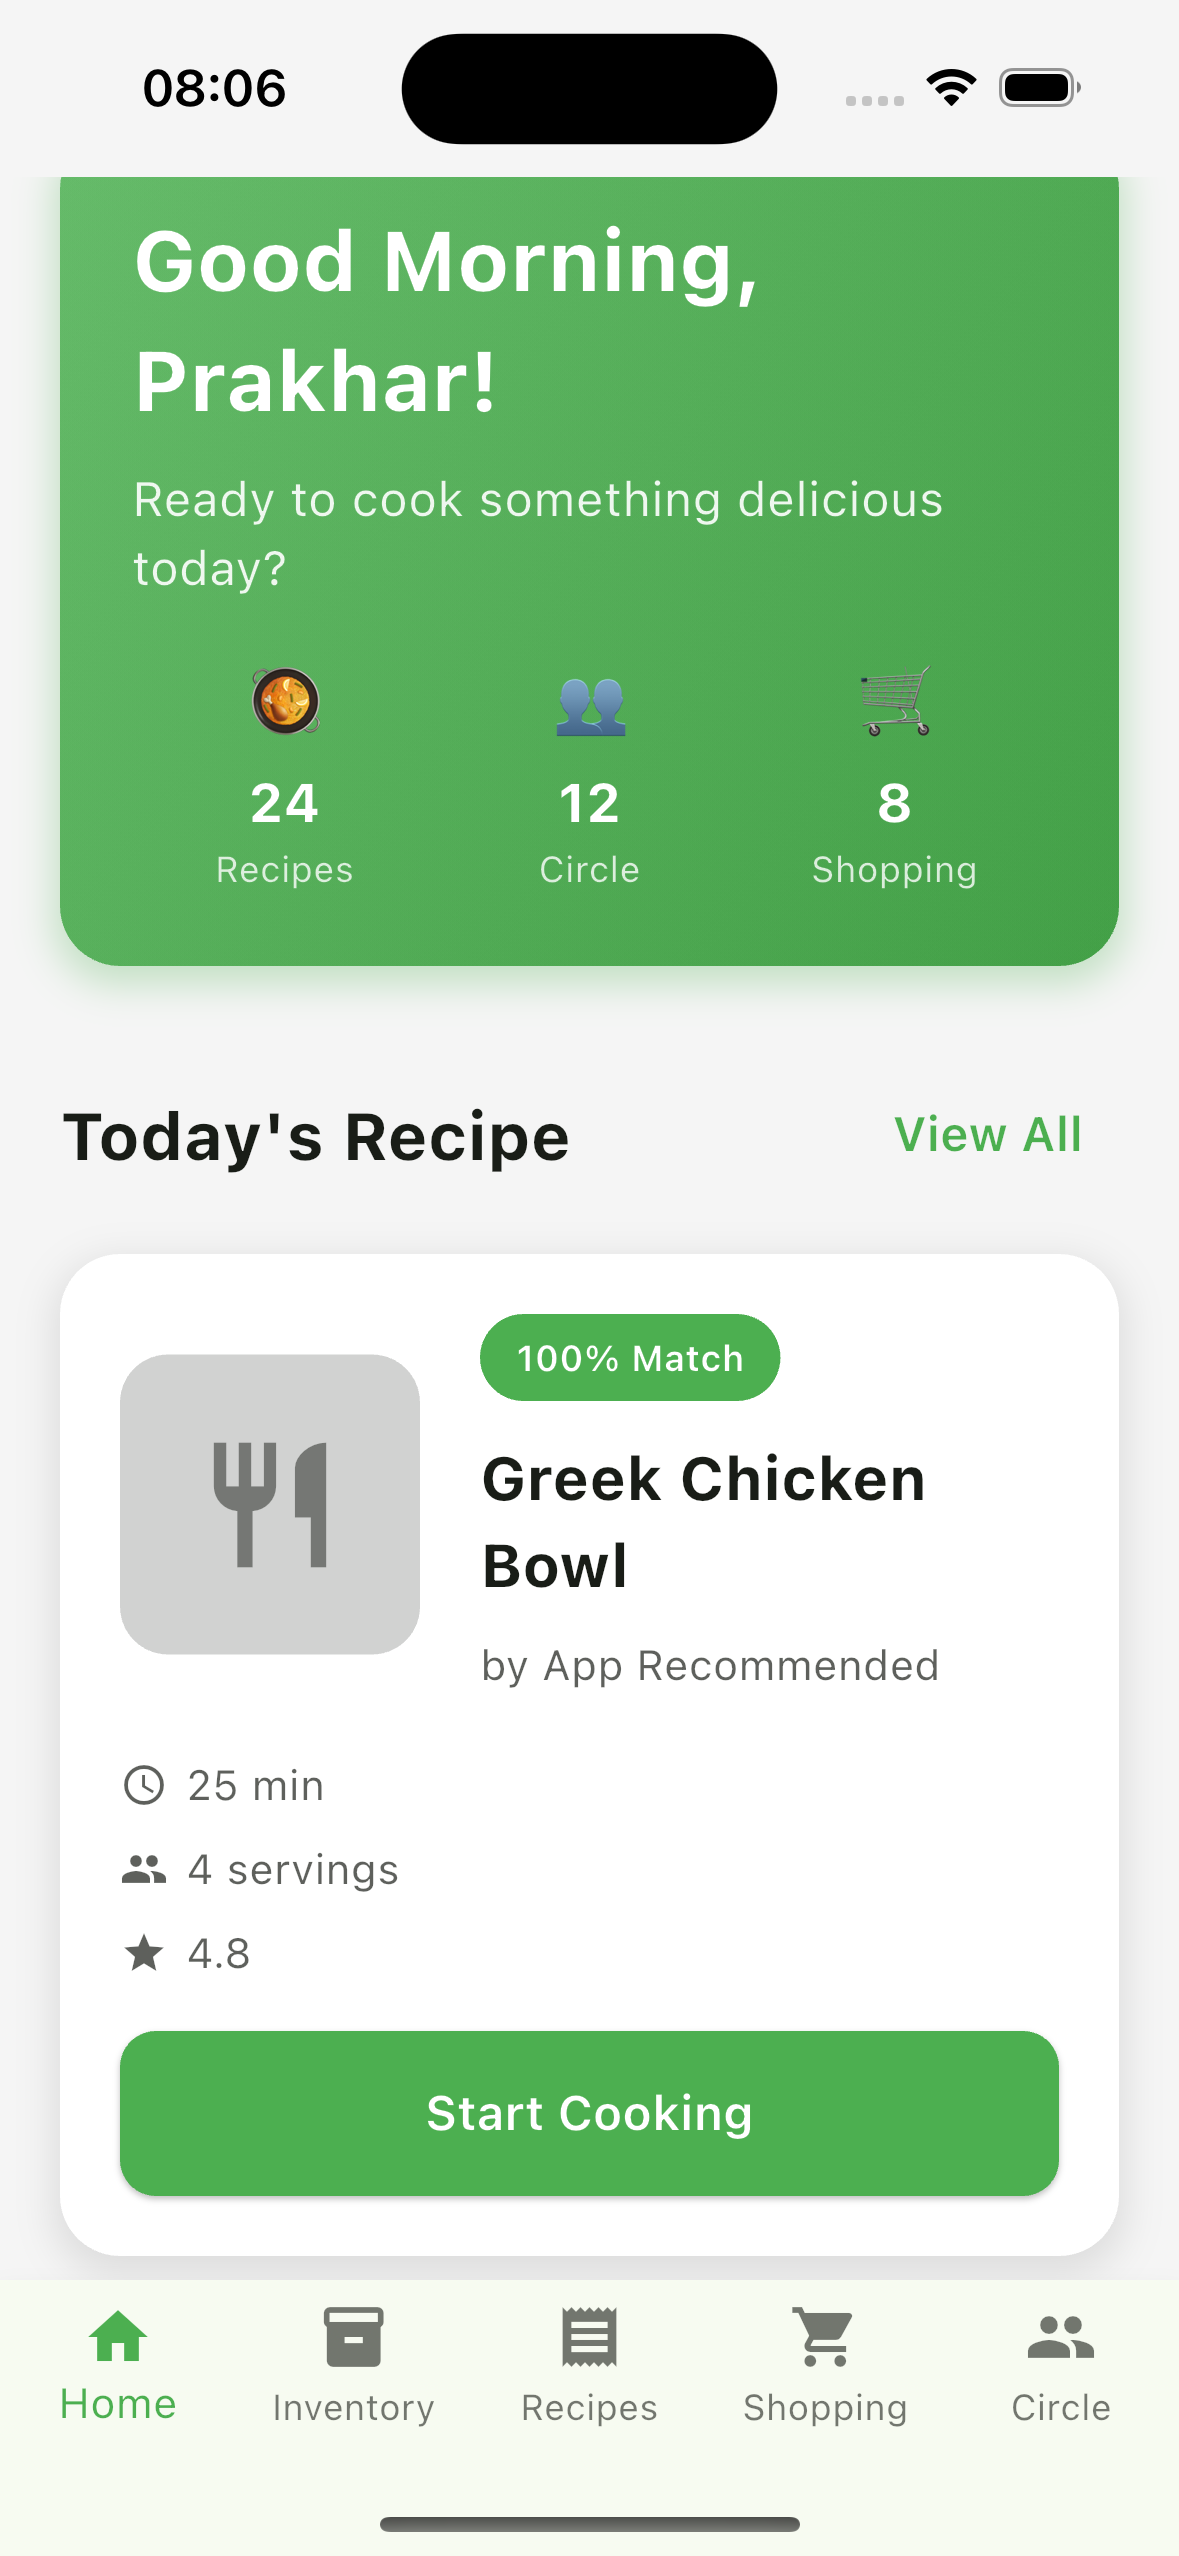 08:06
Good Morning,
Prakhar!
Ready to cook something delicious
today?
24
12
8
Recipes
Circle
Shopping
Today's Recipe
View All
100% Match
Greek Chicken
Bowl
by App Recommended
25 min
4 servings
4.8
Start Cooking
Home
Inventory
Recipes
Shopping
Circle